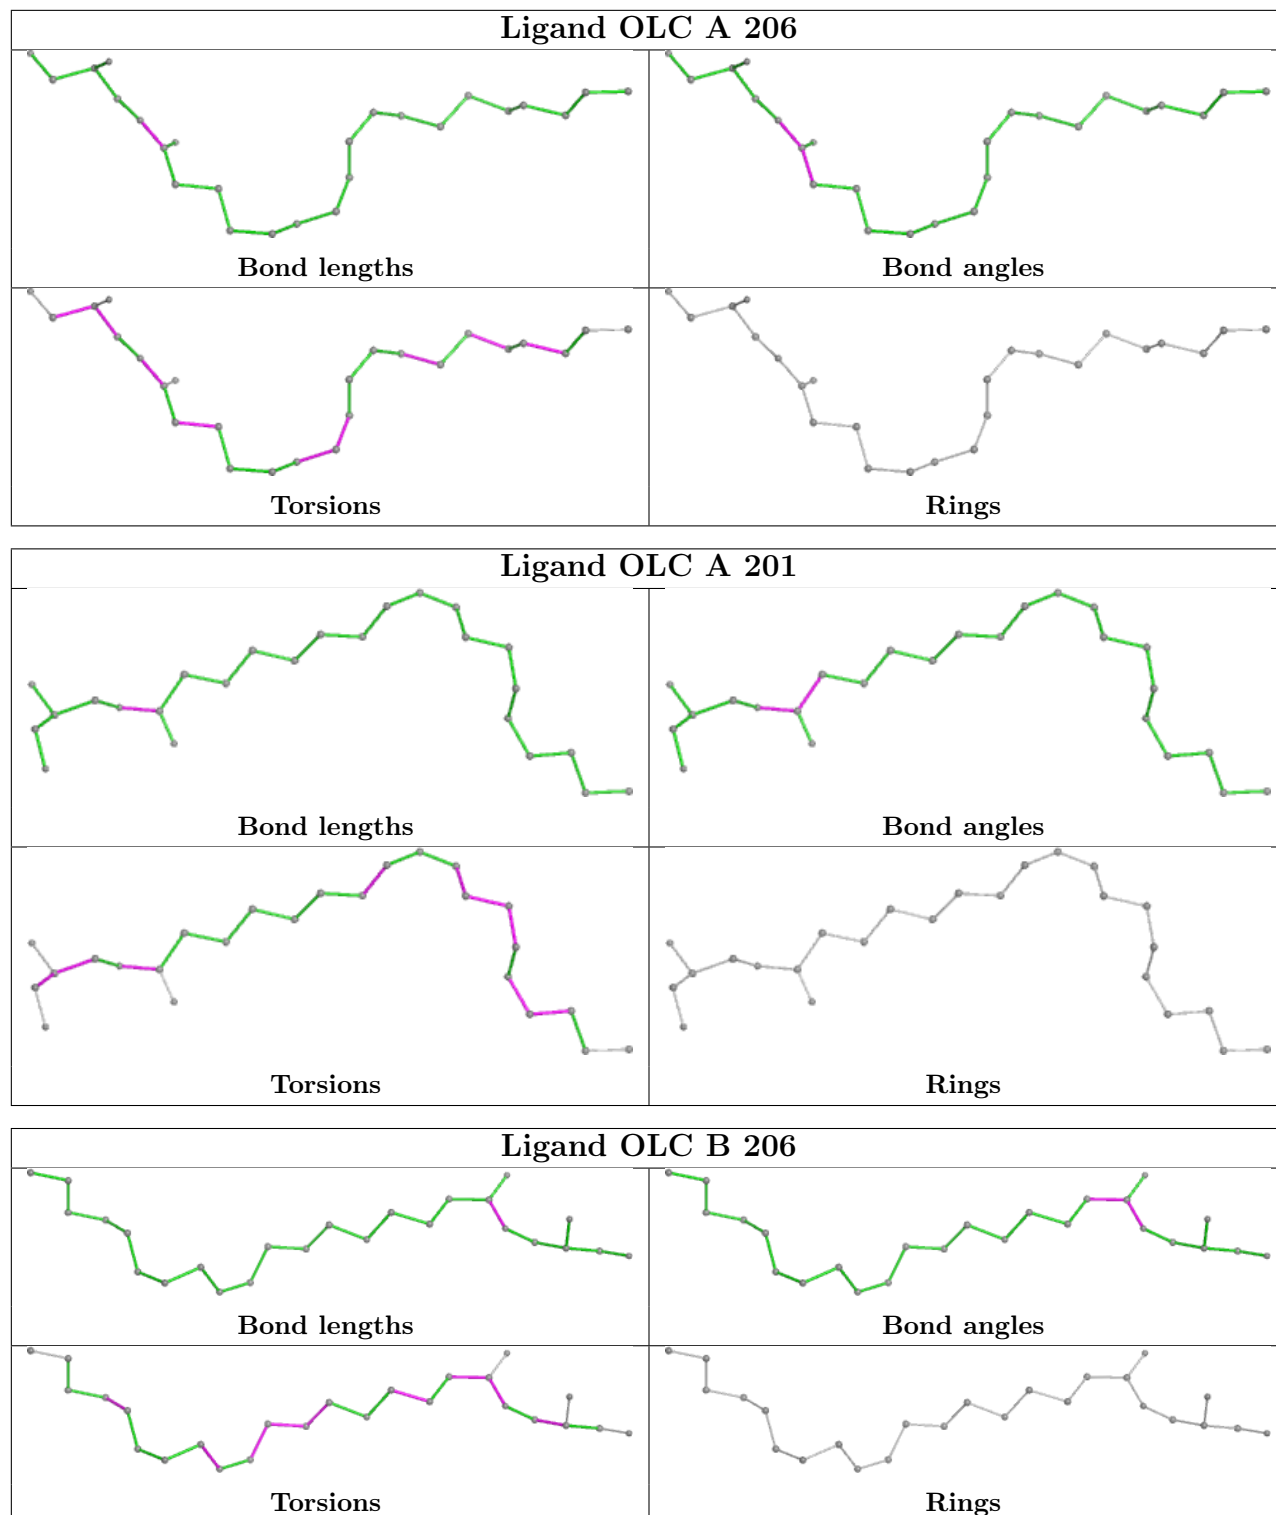 Ligand OLC A 206
Bond lengths
Bond angles
Torsions
Rings
Ligand OLC A 201
Bond lengths
Bond angles
Torsions
Rings
Ligand OLC B 206
Bond lengths
Bond angles
Torsions
Rings